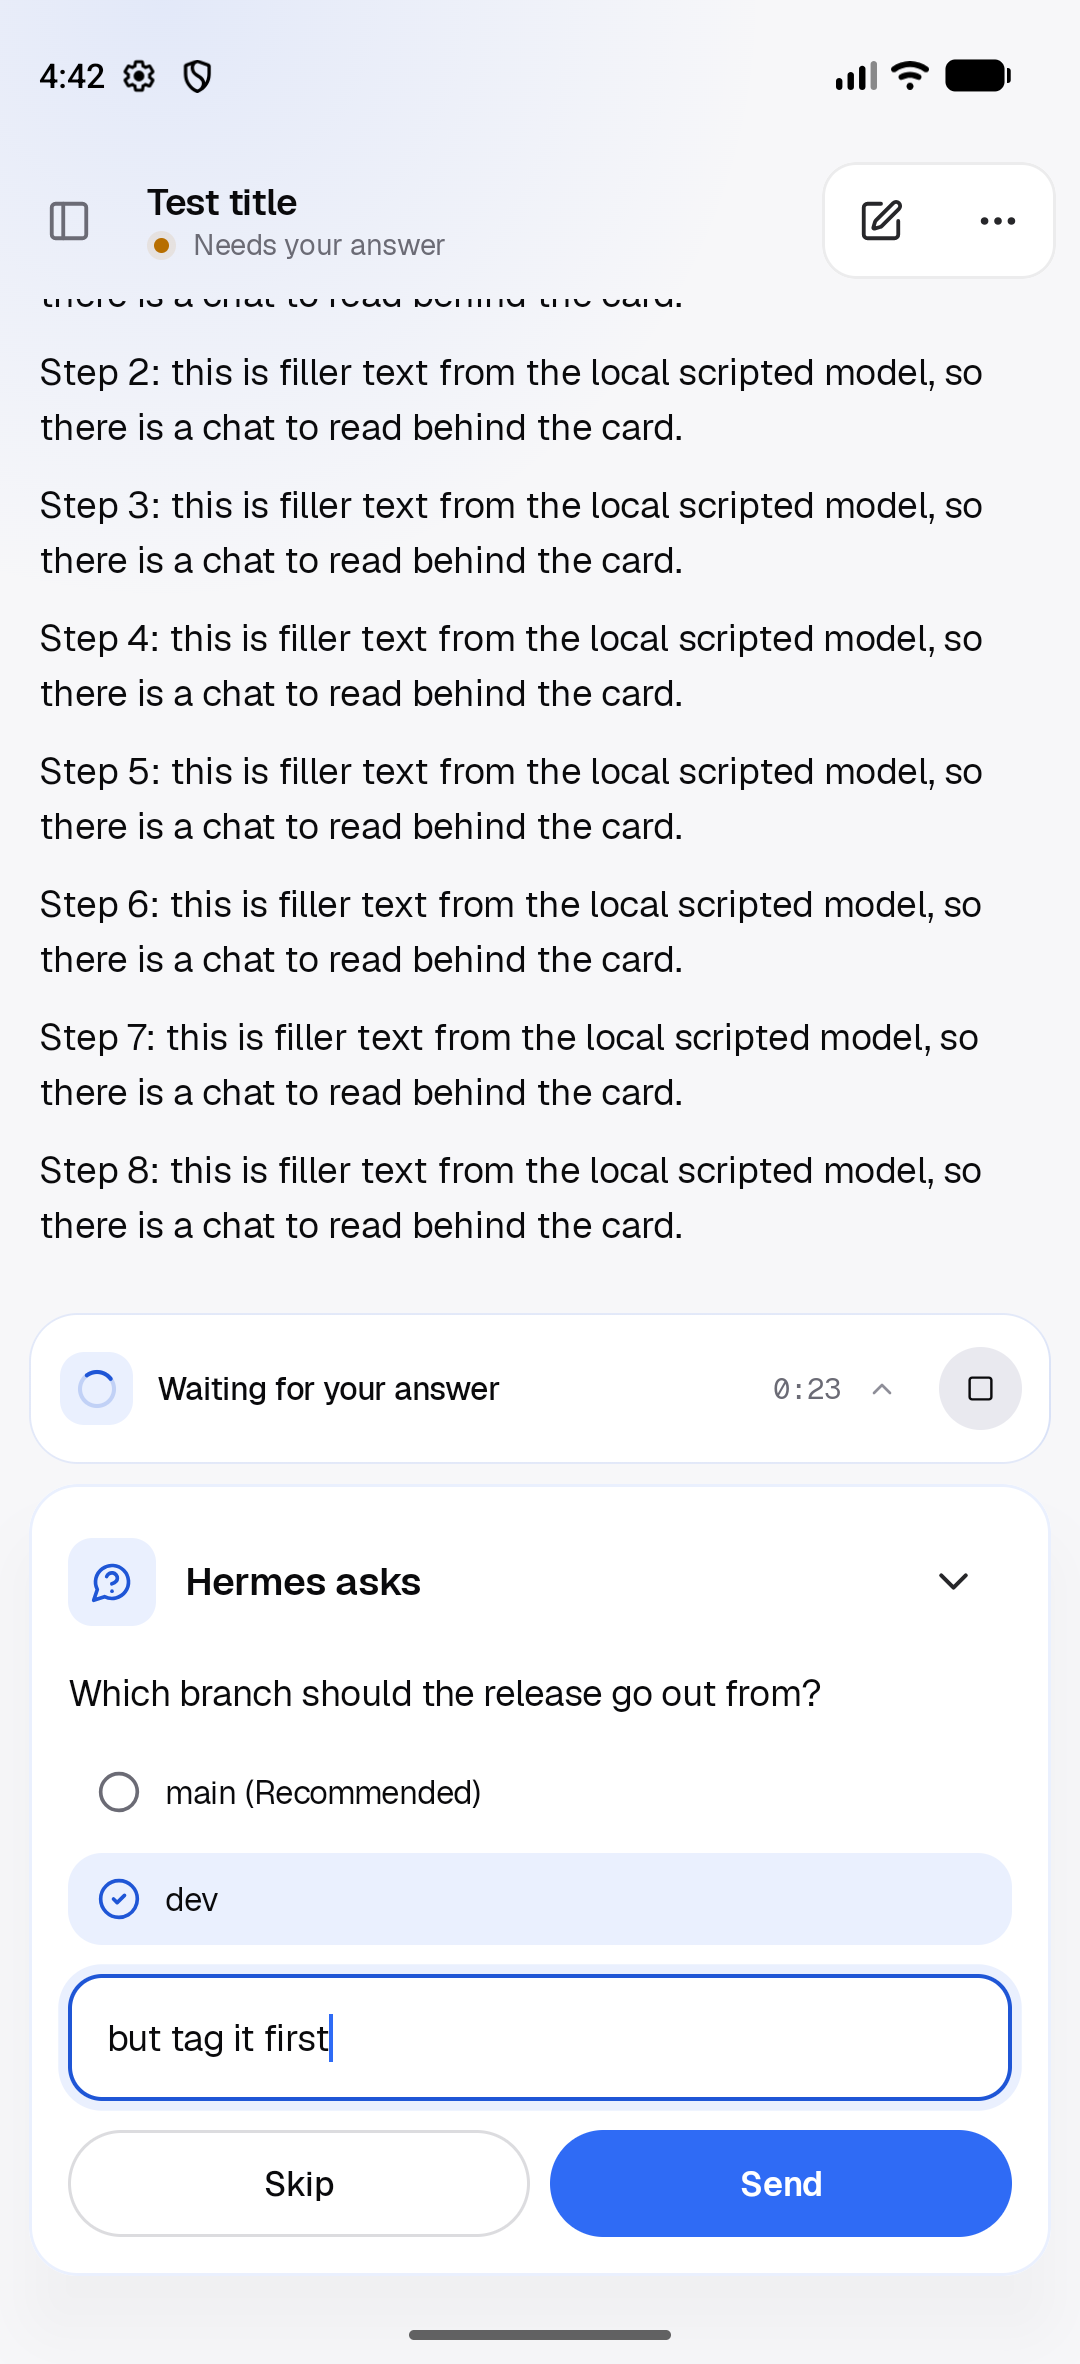 4:42
Test title
Needs your answer
there is a chat to read behind the card.
Step 2: this is filler text from the local scripted model, so
there is a chat to read behind the card.
Step 3: this is filler text from the local scripted model, so
there is a chat to read behind the card.
Step 4: this is filler text from the local scripted model, so
there is a chat to read behind the card.
Step 5: this is filler text from the local scripted model, so
there is a chat to read behind the card.
Step 6: this is filler text from the local scripted model, so
there is a chat to read behind the card.
Step 7: this is filler text from the local scripted model, so
there is a chat to read behind the card.
Step 8: this is filler text from the local scripted model, so
there is a chat to read behind the card.
Waiting for your answer 0:23
Hermes asks
Which branch should the release go out from?
main (Recommended)
dev
but tag it first
Skip Send